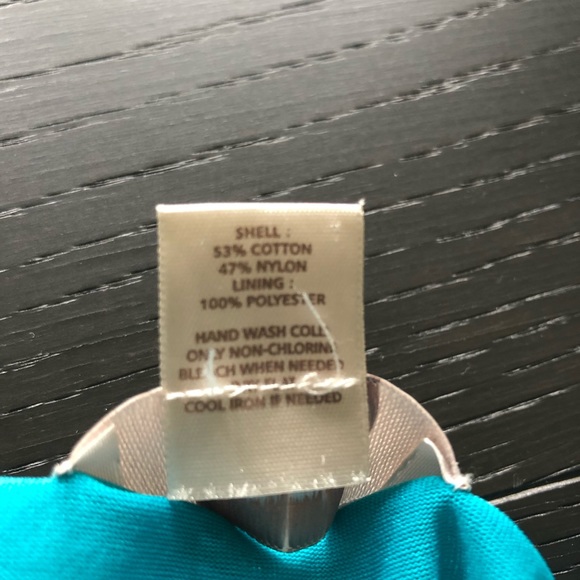 SHELL :
53% COTTON
47% NYLON
LINING :
100% POLYESTER
HAND WASH COLD
ONLY NON-CHLORINE
BLEACH WHEN NEEDED
COOL IRON IF NEEDED